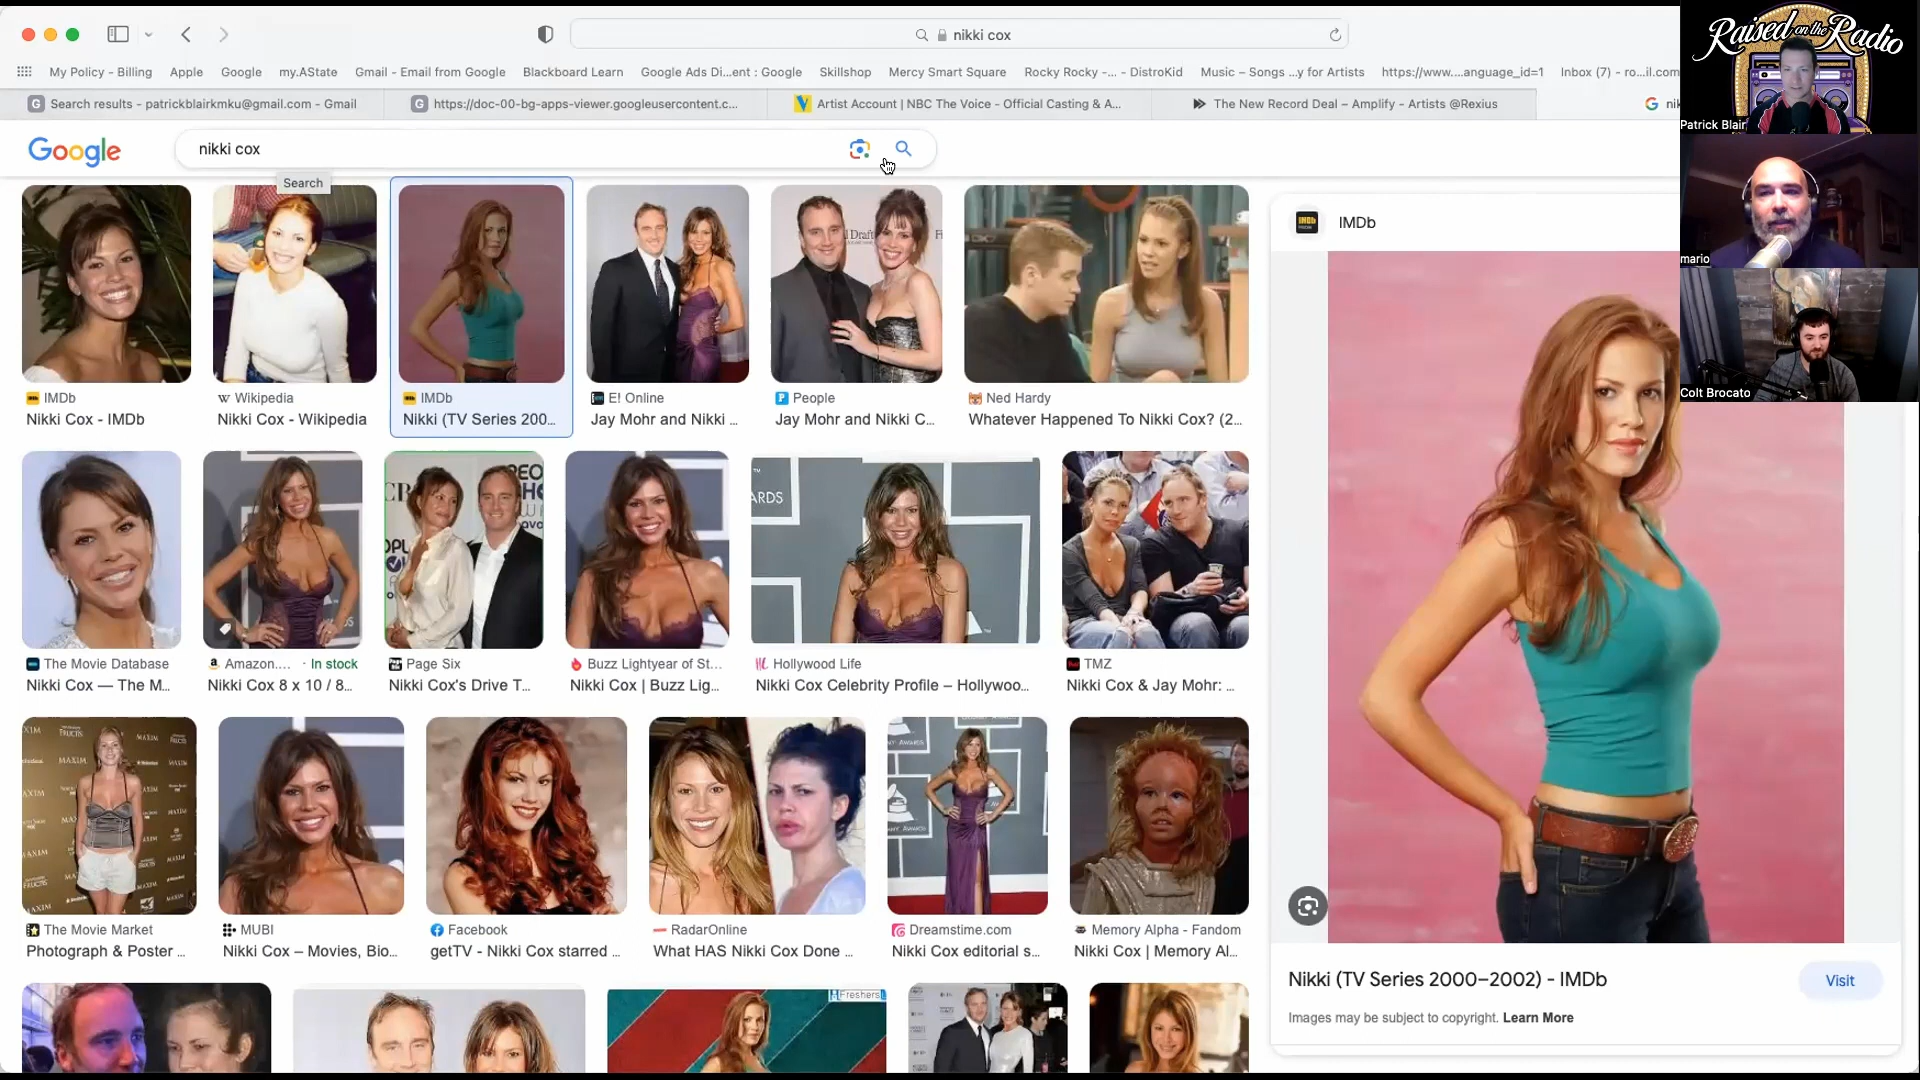 nikki cox
My Policy - Billing
Apple
Google
my.AState
Gmail - Email from Google
Blackboard Learn
Google Ads Di...ent : Google
Skillshop
Mercy Smart Square
Rocky Rocky -... - DistroKid
Music – Songs ...y for Artists
https://www....anguage_id=1
Inbox (7) - ro...il.com
Search results - patrickblairkmku@gmail.com - Gmail
https://doc-00-bg-apps-viewer.googleusercontent.c...
Artist Account | NBC The Voice - Official Casting & A...
The New Record Deal – Amplify - Artists @Rexius
Raised on the Radio
Patrick Blair
mario
Colt Brocato
Google
nikki cox
Search
IMDb
Nikki Cox - IMDb
Wikipedia
Nikki Cox - Wikipedia
IMDb
Nikki (TV Series 200...
E! Online
Jay Mohr and Nikki ...
People
Jay Mohr and Nikki C...
Ned Hardy
Whatever Happened To Nikki Cox? (2...
The Movie Database
Nikki Cox — The M...
Amazon.... · In stock
Nikki Cox 8 x 10 / 8...
Page Six
Nikki Cox's Drive T...
Buzz Lightyear of St...
Nikki Cox | Buzz Lig...
ARDS
Hollywood Life
Nikki Cox Celebrity Profile – Hollywoo...
TMZ
Nikki Cox & Jay Mohr: ...
MAXIM
The Movie Market
Photograph & Poster ...
MUBI
Nikki Cox – Movies, Bio...
Facebook
getTV - Nikki Cox starred ...
RadarOnline
What HAS Nikki Cox Done ...
Dreamstime.com
Nikki Cox editorial s...
Memory Alpha - Fandom
Nikki Cox | Memory Al...
Freshers
IMDb
Nikki (TV Series 2000–2002) - IMDb
Visit
Images may be subject to copyright. Learn More